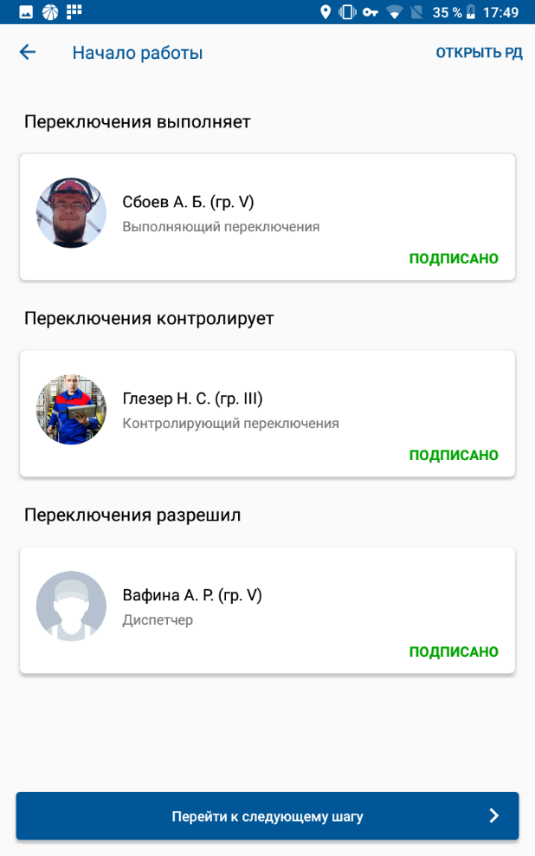 35 % 17:49
Начало работы
ОТКРЫТЬ РД
Переключения выполняет
Сбоев А. Б. (гр. V)
Выполняющий переключения
ПОДПИСАНО
Переключения контролирует
Глезер Н. С. (гр. III)
Контролирующий переключения
ПОДПИСАНО
Переключения разрешил
Вафина А. Р. (гр. V)
Диспетчер
ПОДПИСАНО
Перейти к следующему шагу